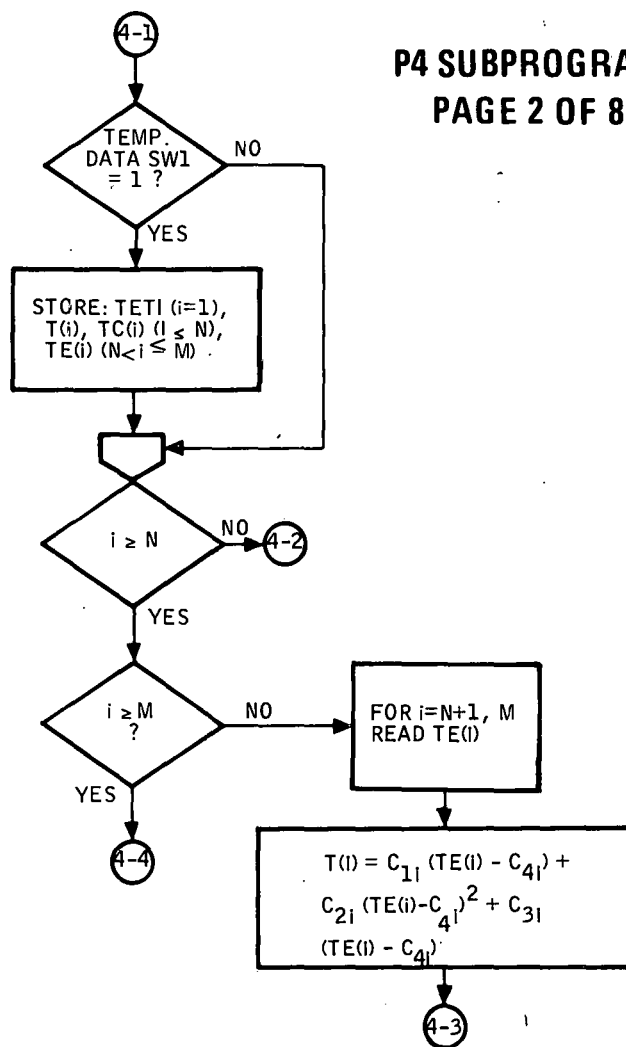 4-1
P4 SUBPROGRA
PAGE 2 OF 8
TEMP.
DATA SW1
= 1 ?
NO
YES
STORE: TETI (i=1),
T(i), TC(i) (I ≤ N),
TE(i) (N< i ≤ M)
i ≥ N
NO
4-2
YES
i ≥ M
?
NO
FOR i=N+1, M
READ TE(I)
YES
4-4
T(I) = C₁ᵢ (TE(i) - C₄ᵢ) +
C₂ᵢ (TE(i)-C₄ᵢ)² + C₃ᵢ
(TE(i) - C₄ᵢ)
4-3